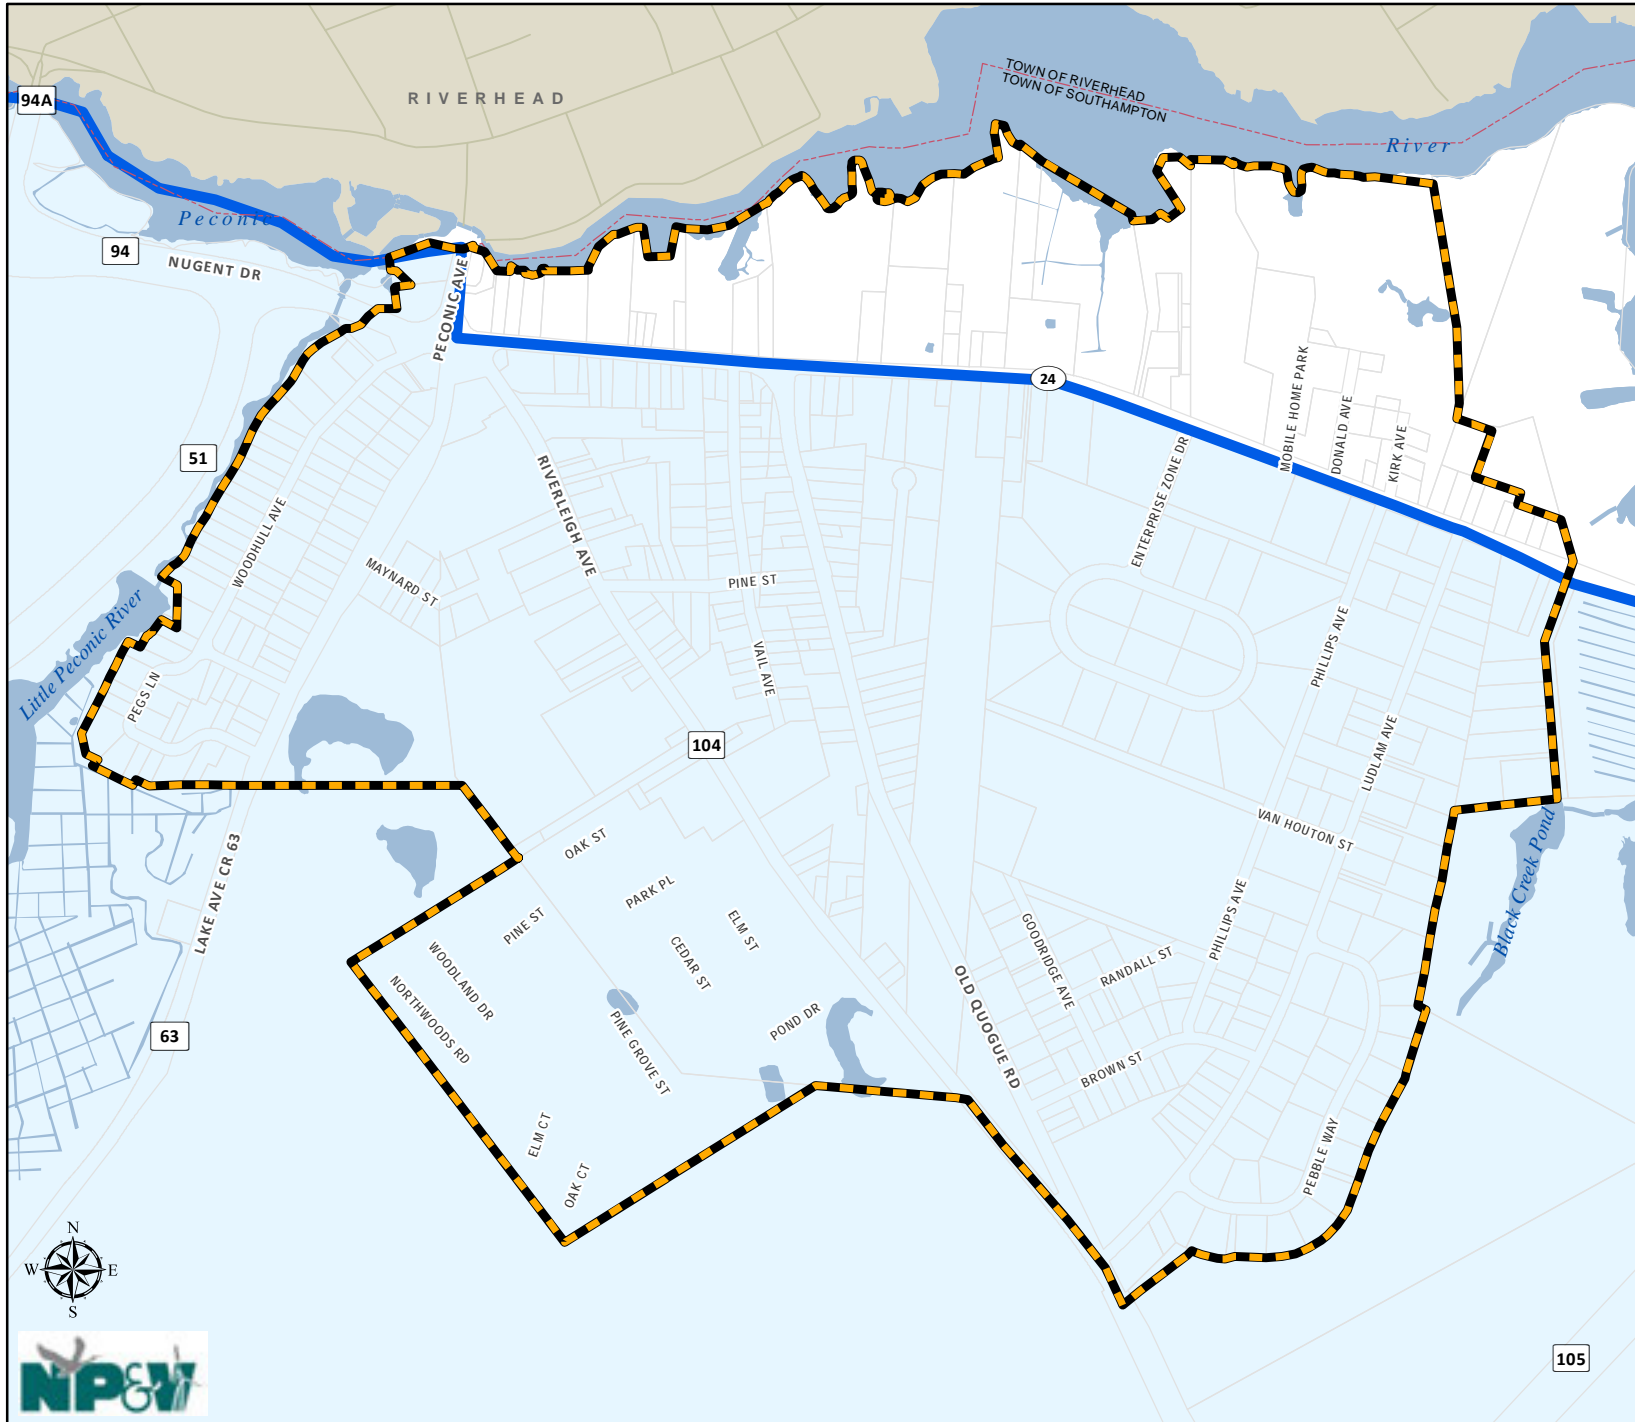 TOWN OF RIVERHEAD
TOWN OF SOUTHAMPTON
94A
RIVERHEAD
River
Peconic
94
NUGENT DR
PECONIC AVE
24
MOBILE HOME PARK
DONALD AVE
KIRK AVE
51
RIVERLEIGH AVE
ENTERPRISE ZONE DR
WOODHULL AVE
MAYNARD ST
PINE ST
Little Peconic River
PHILLIPS AVE
VAIL AVE
PEGS LN
104
LUDLAM AVE
OAK ST
VAN HOUTON ST
LAKE AVE CR 63
PARK PL
Black Creek Pond
PINE ST
ELM ST
PHILLIPS AVE
WOODLAND DR
CEDAR ST
GOODRIDGE AVE
RANDALL ST
NORTHWOODS RD
OLD QUOGUE RD
63
PINE GROVE ST
POND DR
BROWN ST
ELM CT
OAK CT
PEBBLE WAY
N
W E
S
NP&V
105